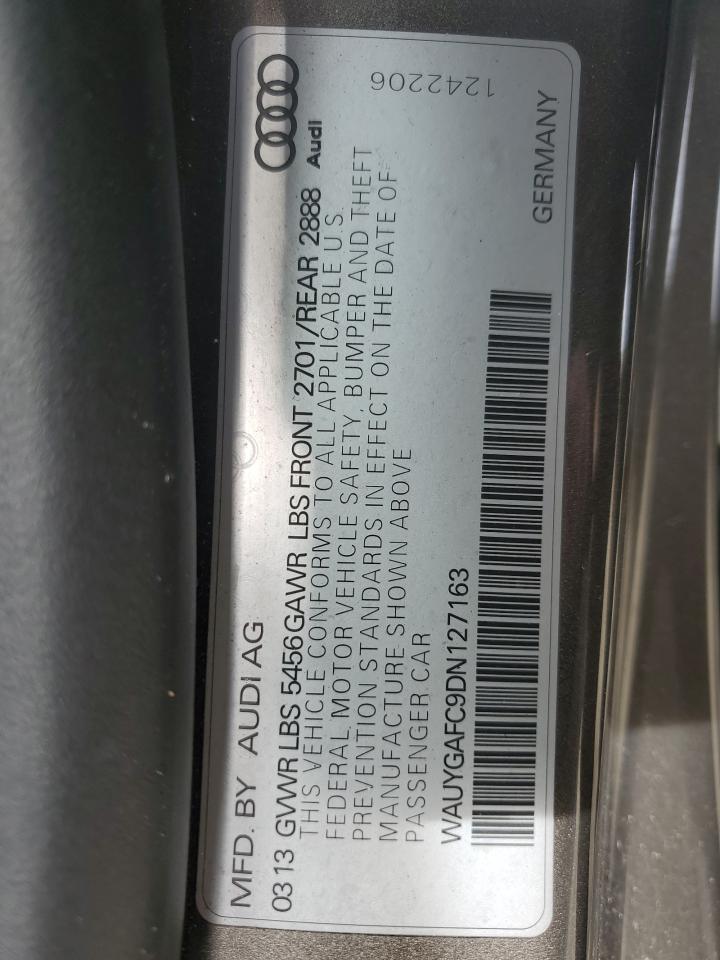 MFD. BY AUDI AG
Audi
03 13 GVWR LBS 5456 GAWR LBS FRONT 2701/REAR 2888
THIS VEHICLE CONFORMS TO ALL APPLICABLE U.S.
FEDERAL MOTOR VEHICLE SAFETY, BUMPER AND THEFT
PREVENTION STANDARDS IN EFFECT ON THE DATE OF
MANUFACTURE SHOWN ABOVE
PASSENGER CAR
WAUYGAFC9DN127163
1242206
GERMANY